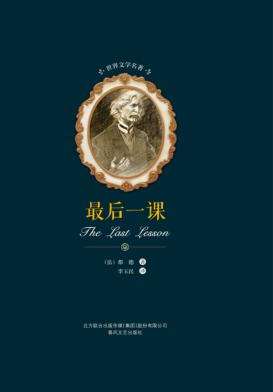 世界文学名著
最后一课
The Last Lesson
〔法〕都德 著
李玉民 译
北方联合出版传媒(集团)股份有限公司
春风文艺出版社